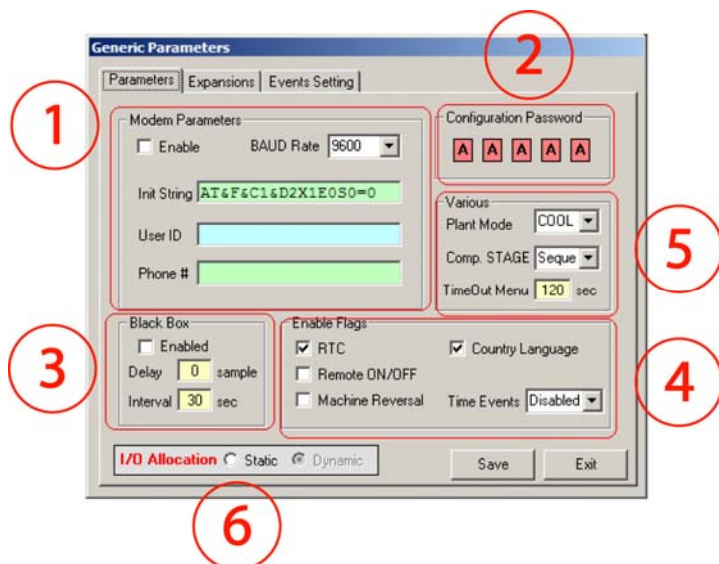 Generic Parameters
2
Parameters Expansions Events Setting
1
Modem Parameters
Enable BAUD Rate 9600
Init String AT&F&C1&D2X1E0S0=0
User ID
Phone #
Configuration Password
A A A A A
Various
Plant Mode COOL
Comp. STAGE Seque
TimeOut Menu 120 sec
5
3
Black Box
Enabled
Delay 0 sample
Interval 30 sec
Enable Flags
RTC Country Language
Remote ON/OFF
Machine Reversal Time Events Disabled
4
I/O Allocation Static Dynamic
Save Exit
6